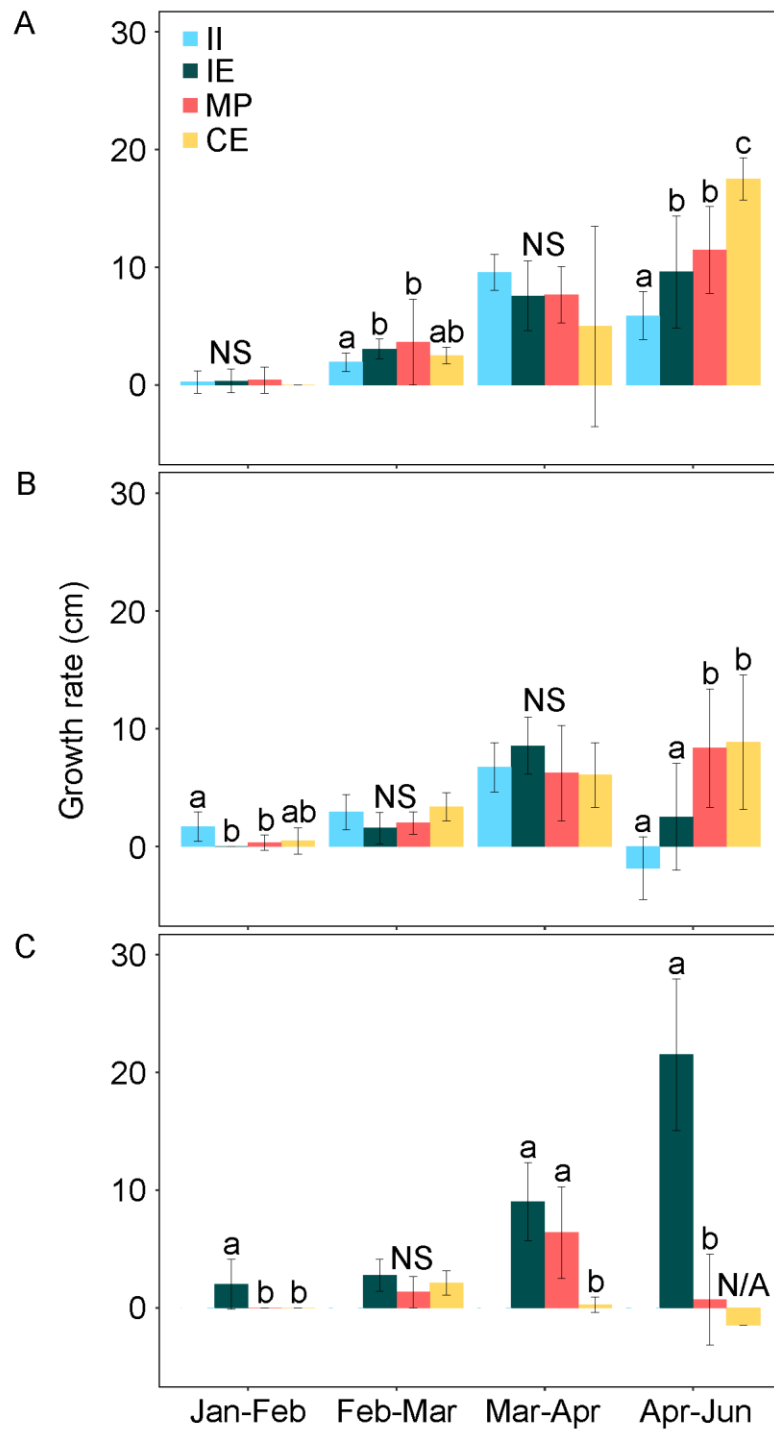 A
30
II
IE
MP
CE
20
c
b b
NS
10
a
b
a b ab
NS
0
B
30
20
Growth rate (cm)
b b
NS
10
a
a
NS
a b b ab
0
C
30
a
20
a a
10
a
NS
b b
b
b
N/A
0
Jan-Feb Feb-Mar Mar-Apr Apr-Jun